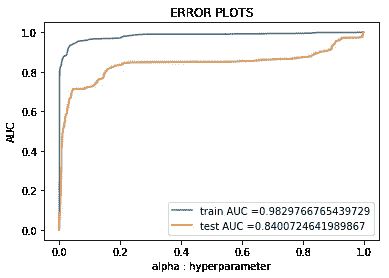 ERROR PLOTS
AUC
1.0
0.8
0.6
0.4
0.2
0.0
train AUC =0.9829766765439729
test AUC =0.8400724641989867
0.0 0.2 0.4 0.6 0.8 1.0
alpha : hyperparameter